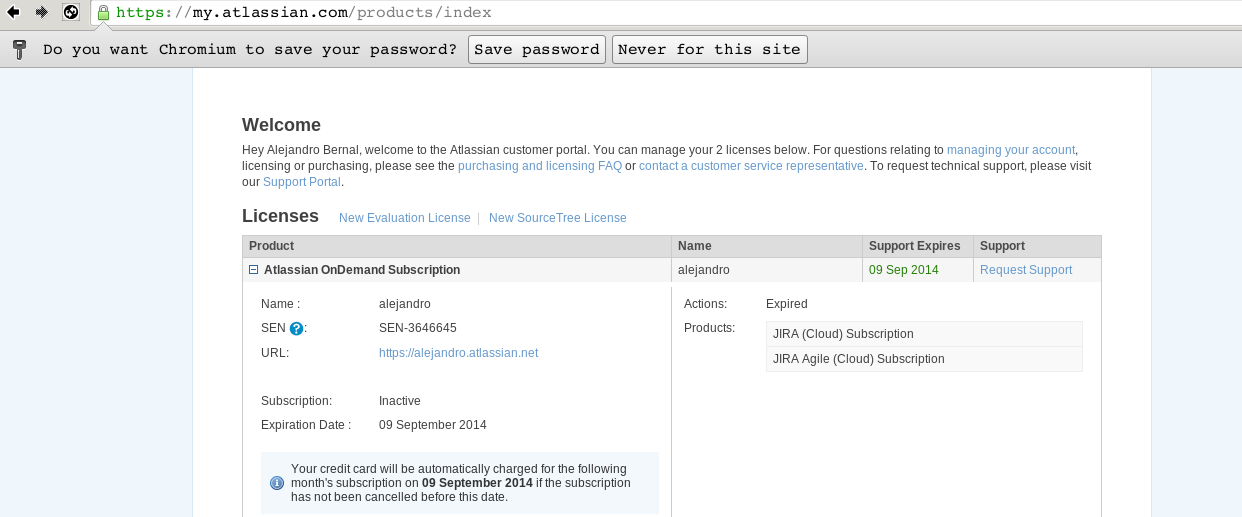 https://my.atlassian.com/products/index
Do you want Chromium to save your password? Save password Never for this site
Welcome
Hey Alejandro Bernal, welcome to the Atlassian customer portal. You can manage your 2 licenses below. For questions relating to managing your account,
licensing or purchasing, please see the purchasing and licensing FAQ or contact a customer service representative. To request technical support, please visit
our Support Portal.
Licenses New Evaluation License | New SourceTree License
Product Name Support Expires Support
Atlassian OnDemand Subscription alejandro 09 Sep 2014 Request Support
Name : alejandro Actions: Expired
SEN ?: SEN-3646645 Products: JIRA (Cloud) Subscription
URL: https://alejandro.atlassian.net JIRA Agile (Cloud) Subscription
Subscription: Inactive
Expiration Date : 09 September 2014
Your credit card will be automatically charged for the following
month's subscription on 09 September 2014 if the subscription
has not been cancelled before this date.